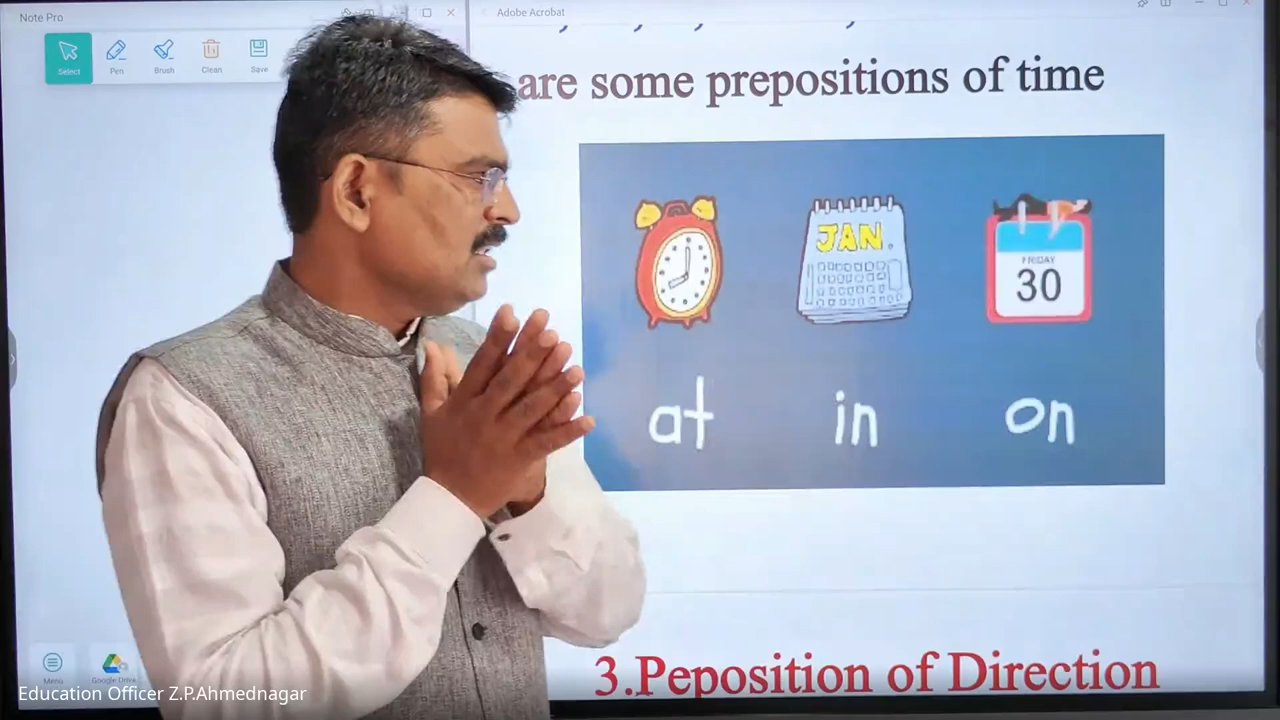 Note Pro
Adobe Acrobat
Select Pen Brush Clean Save
are some prepositions of time
JAN.
FRIDAY
30
at in on
3.Peposition of Direction
Menu Google Drive
Education Officer Z.P.Ahmednagar